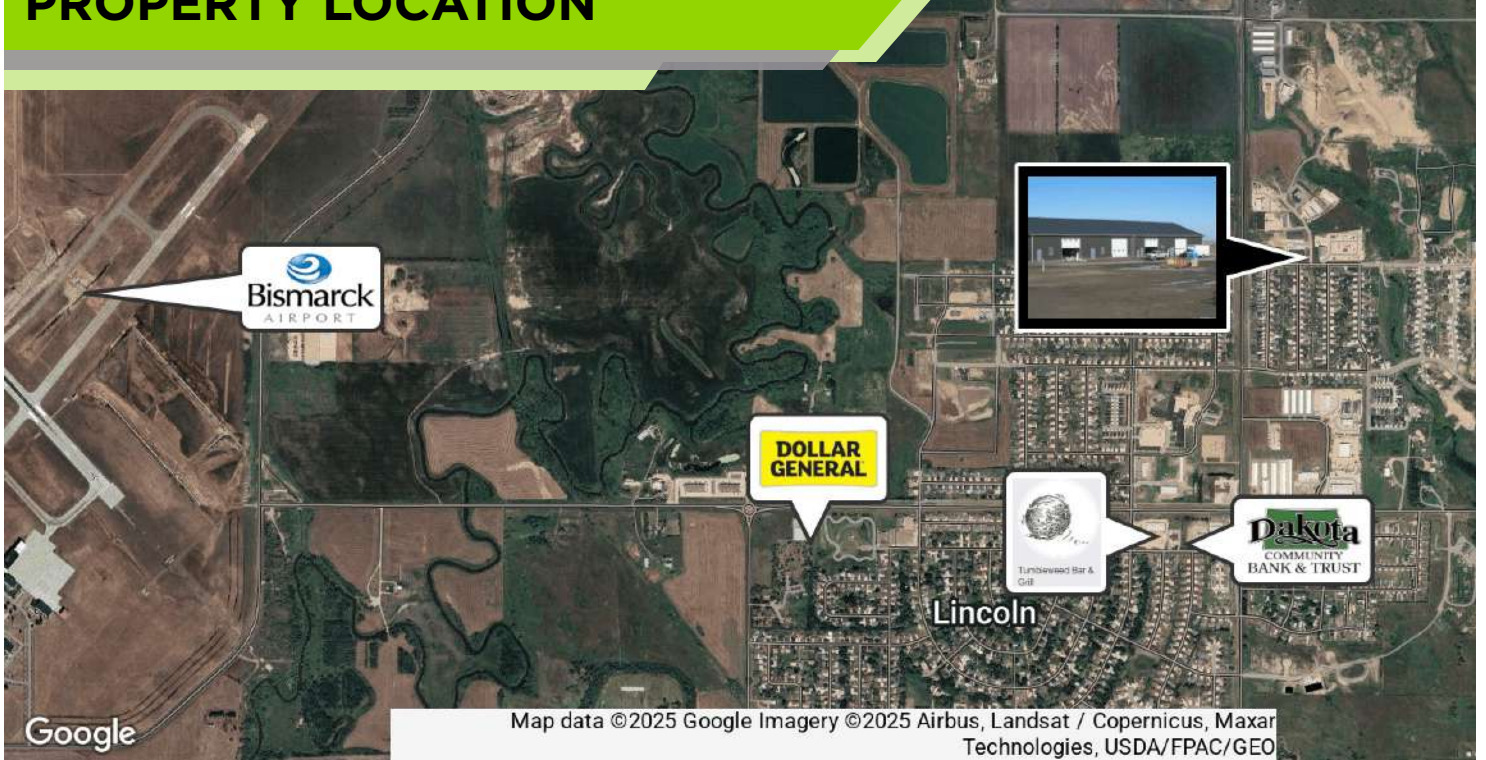 PROPERTY LOCATION
Bismarck
AIRPORT
DOLLAR
GENERAL
Tumbleweed Bar &
Grill
Dakota
COMMUNITY
BANK & TRUST
Lincoln
Google
Map data ©2025 Google Imagery ©2025 Airbus, Landsat / Copernicus, Maxar
Technologies, USDA/FPAC/GEO